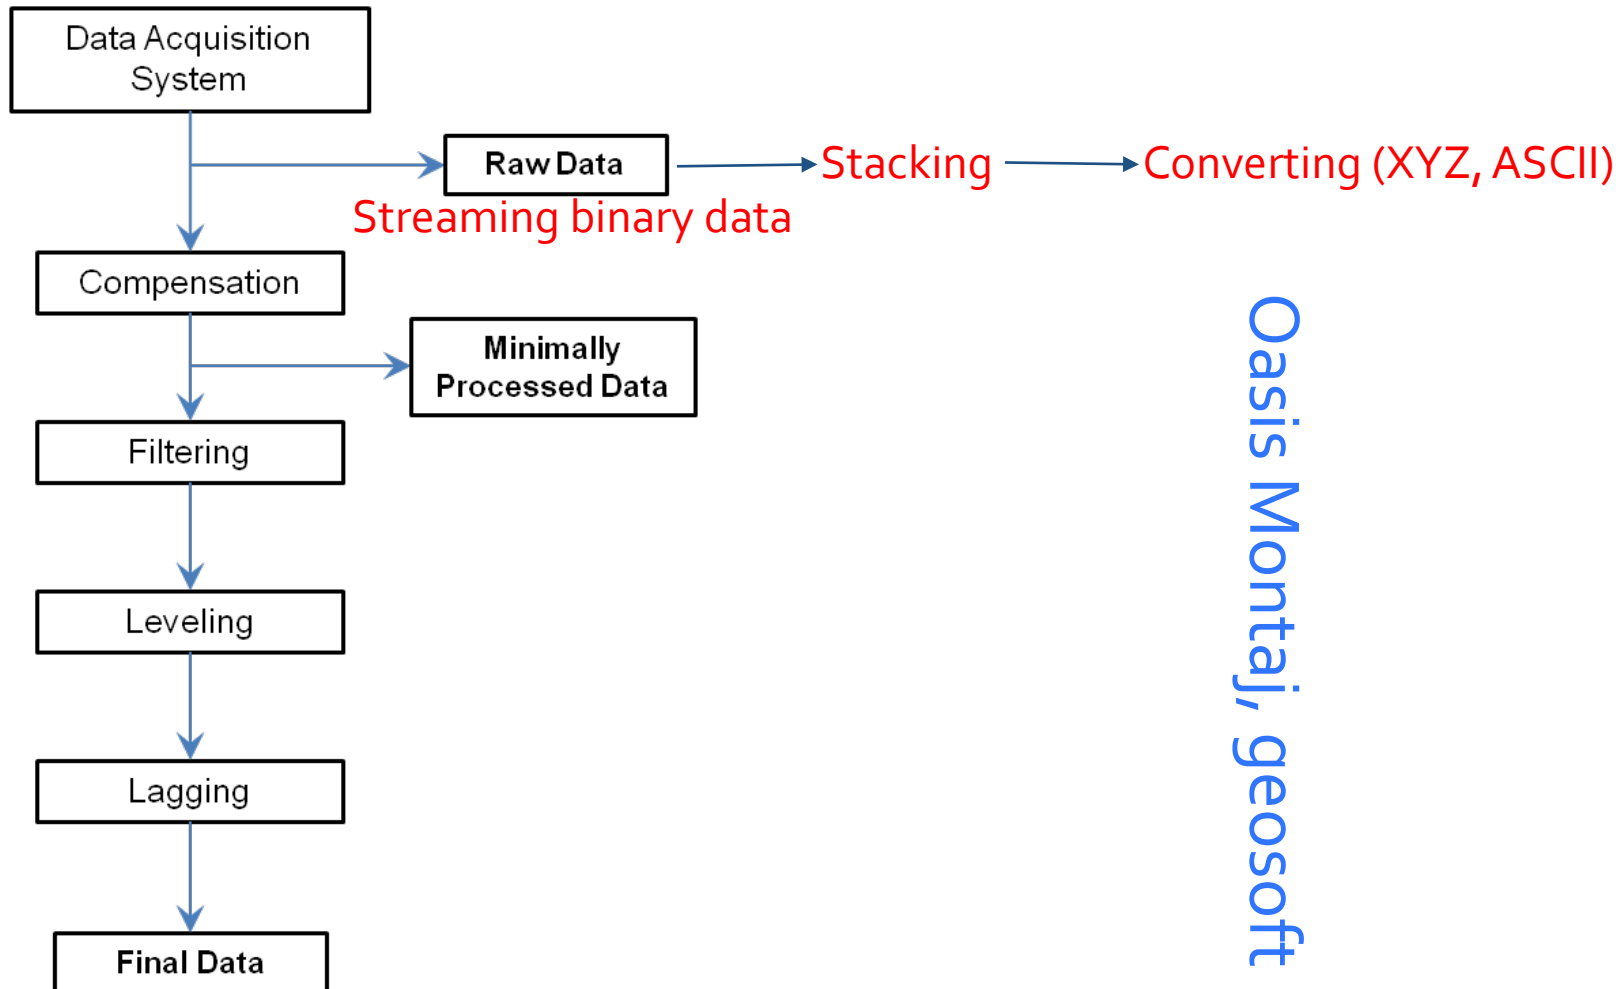 Data Acquisition
System
Raw Data
Stacking
Converting (XYZ, ASCII)
Streaming binary data
Compensation
Minimally
Processed Data
Filtering
Leveling
Lagging
Final Data
Oasis Montaj, geosoft